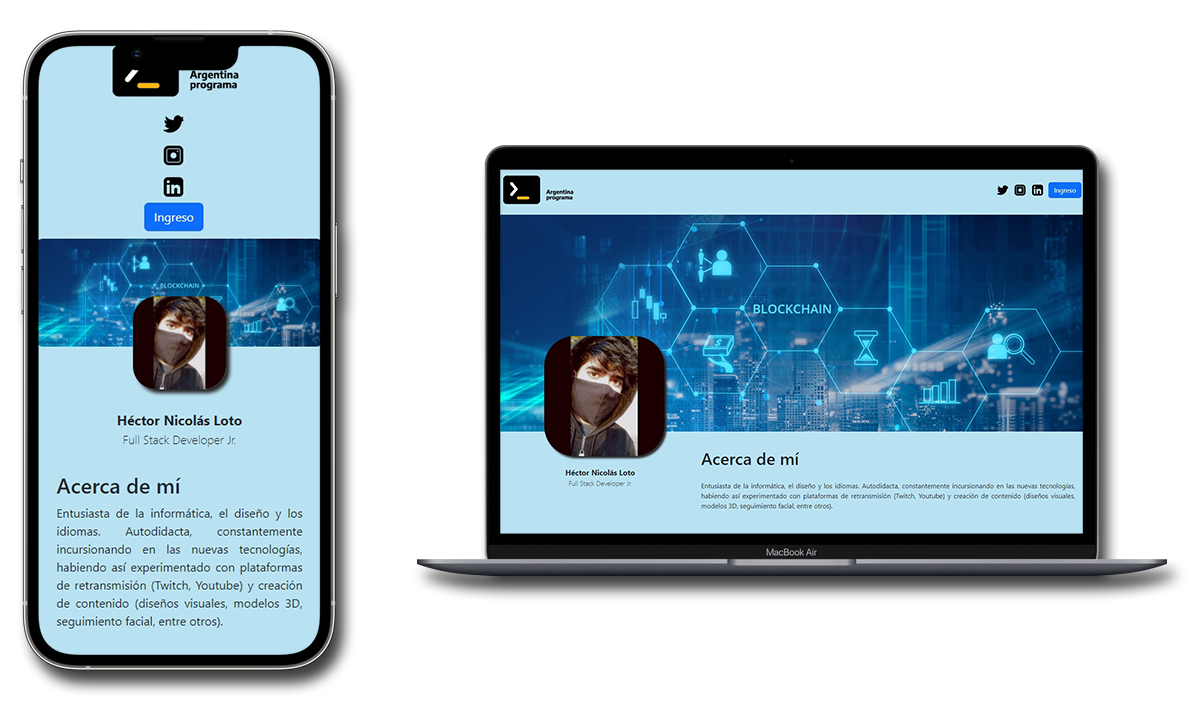 Argentina
programa
Ingreso
BLOCKCHAIN
Héctor Nicolás Loto
Full Stack Developer Jr.
Acerca de mí
Entusiasta de la informática, el diseño y los
idiomas. Autodidacta, constantemente
incursionando en las nuevas tecnologías,
habiendo así experimentado con plataformas
de retransmisión (Twitch, Youtube) y creación
de contenido (diseños visuales, modelos 3D,
seguimiento facial, entre otros).
Argentina
programa
Ingreso
BLOCKCHAIN
Héctor Nicolás Loto
Full Stack Developer Jr.
Acerca de mí
Entusiasta de la informática, el diseño y los idiomas. Autodidacta, constantemente incursionando en las nuevas tecnologías,
habiendo así experimentado con plataformas de retransmisión (Twitch, Youtube) y creación de contenido (diseños visuales,
modelos 3D, seguimiento facial, entre otros).
MacBook Air